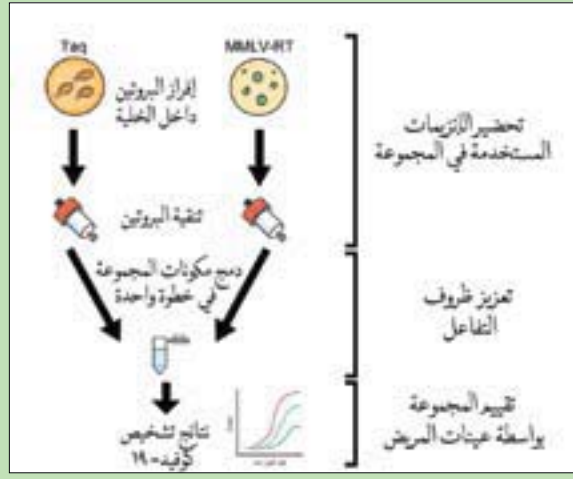 Taq
MMLV-RT
إفراز البروتين
داخل الخلية
تحضير الإنزيمات
المستخدمة في المجموعة
تنقية البروتين
دمج مكونات المجموعة
في خطوة واحدة
تعزيز ظروف
التفاعل
تقييم المجموعة
بواسطة عينات المريض
نتائج تشخيص
كوفيد-١٩